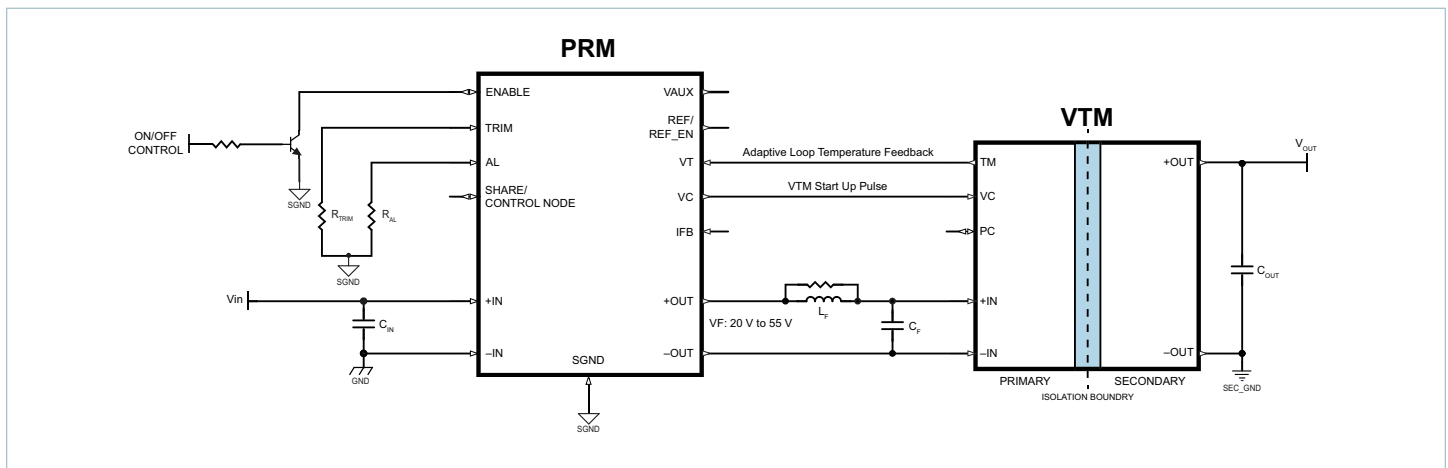 PRM
VTM
ENABLE
TRIM
AL
SHARE/
CONTROL NODE
+IN
–IN
SGND
VAUX
REF/
REF_EN
VT
VC
IFB
+OUT
–OUT
ON/OFF
CONTROL
SGND
R_TRIM
R_AL
SGND
Vin
C_IN
GND
SGND
Adaptive Loop Temperature Feedback
VTM Start Up Pulse
VF: 20 V to 55 V
L_F
C_F
TM
VC
PC
+IN
–IN
+OUT
–OUT
PRIMARY
SECONDARY
ISOLATION BOUNDRY
V_OUT
C_OUT
SEC_GND